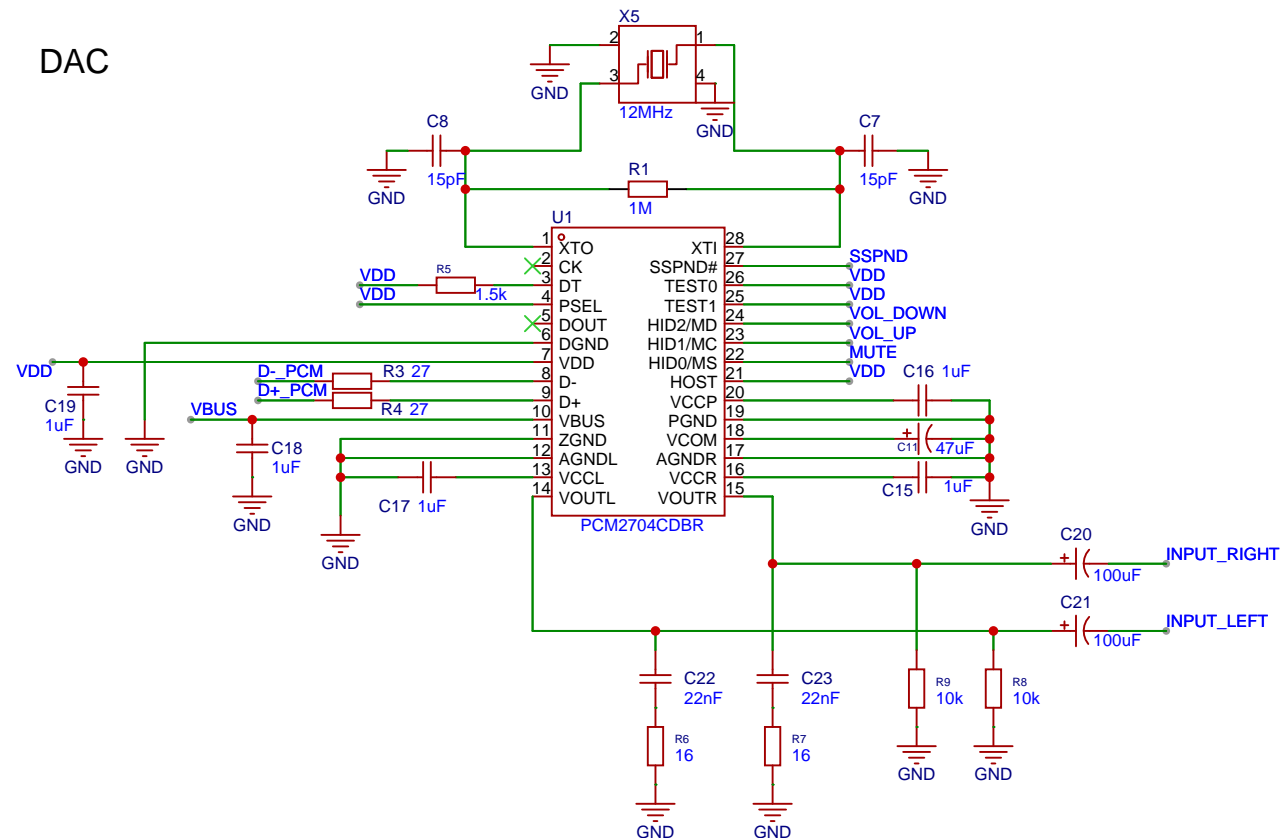 X5
DAC
2 1
3 4
GND
12MHz
GND
C8
C7
15pF
15pF
GND
GND
R1
1M
U1
1 XTO XTI 28
2 CK SSPND# 27 SSPND
VDD R5 1.5k 3 DT TEST0 26 VDD
VDD 4 PSEL TEST1 25 VDD
5 DOUT HID2/MD 24 VOL_DOWN
6 DGND HID1/MC 23 VOL_UP
VDD 7 VDD HID0/MS 22 MUTE
D-_PCM R3 27 8 D- HOST 21 VDD
D+_PCM R4 27 9 D+ VCCP 20 C16 1uF
VBUS 10 VBUS PGND 19
11 ZGND VCOM 18 + C11 47uF
12 AGNDL AGNDR 17
13 VCCL VCCR 16
14 VOUTL VOUTR 15
C19
1uF
GND
GND
C18
1uF
GND
C17 1uF
GND
C15 1uF
GND
PCM2704CDBR
C20
+
100uF
INPUT_RIGHT
C21
+
100uF
INPUT_LEFT
C22
22nF
C23
22nF
R9
10k
R8
10k
R6
16
R7
16
GND
GND
GND
GND